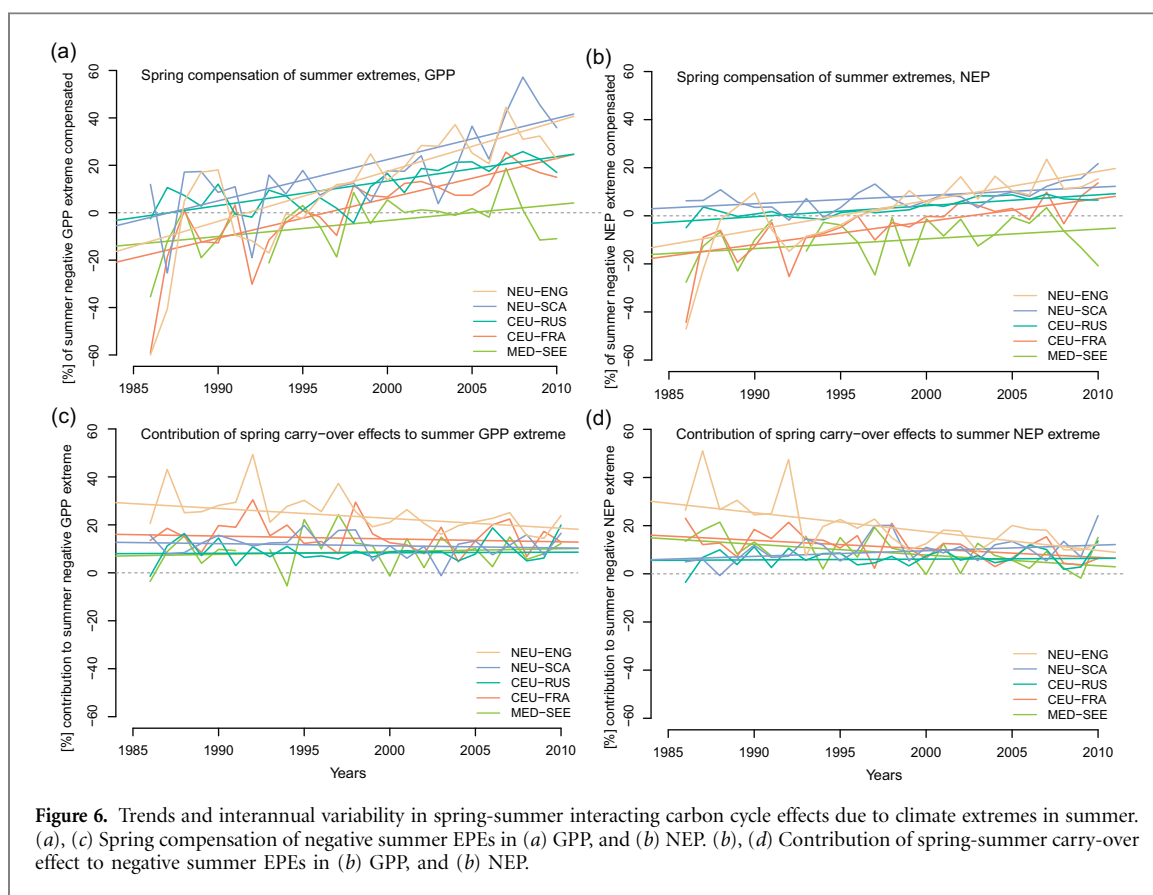 (a)
Spring compensation of summer extremes, GPP
[%] of summer negative GPP extreme compensated
60
40
20
0
−20
−40
−60
NEU−ENG
NEU−SCA
CEU−RUS
CEU−FRA
MED−SEE
1985 1990 1995 2000 2005 2010
(b)
Spring compensation of summer extremes, NEP
[%] of summer negative NEP extreme compensated
60
40
20
0
−20
−40
−60
NEU−ENG
NEU−SCA
CEU−RUS
CEU−FRA
MED−SEE
1985 1990 1995 2000 2005 2010
(c)
Contribution of spring carry−over effects to summer GPP extreme
[%] contribution to summer negative GPP extreme
60
40
20
0
20
40
−60
NEU−ENG
NEU−SCA
CEU−RUS
CEU−FRA
MED−SEE
1985 1990 1995 2000 2005 2010
Years
(d)
Contribution of spring carry−over effects to summer NEP extreme
[%] contribution to summer negative NEP extreme
60
40
20
0
20
40
−60
NEU−ENG
NEU−SCA
CEU−RUS
CEU−FRA
MED−SEE
1985 1990 1995 2000 2005 2010
Years
Figure 6. Trends and interannual variability in spring-summer interacting carbon cycle effects due to climate extremes in summer.
(a), (c) Spring compensation of negative summer EPEs in (a) GPP, and (b) NEP. (b), (d) Contribution of spring-summer carry-over
effect to negative summer EPEs in (b) GPP, and (b) NEP.